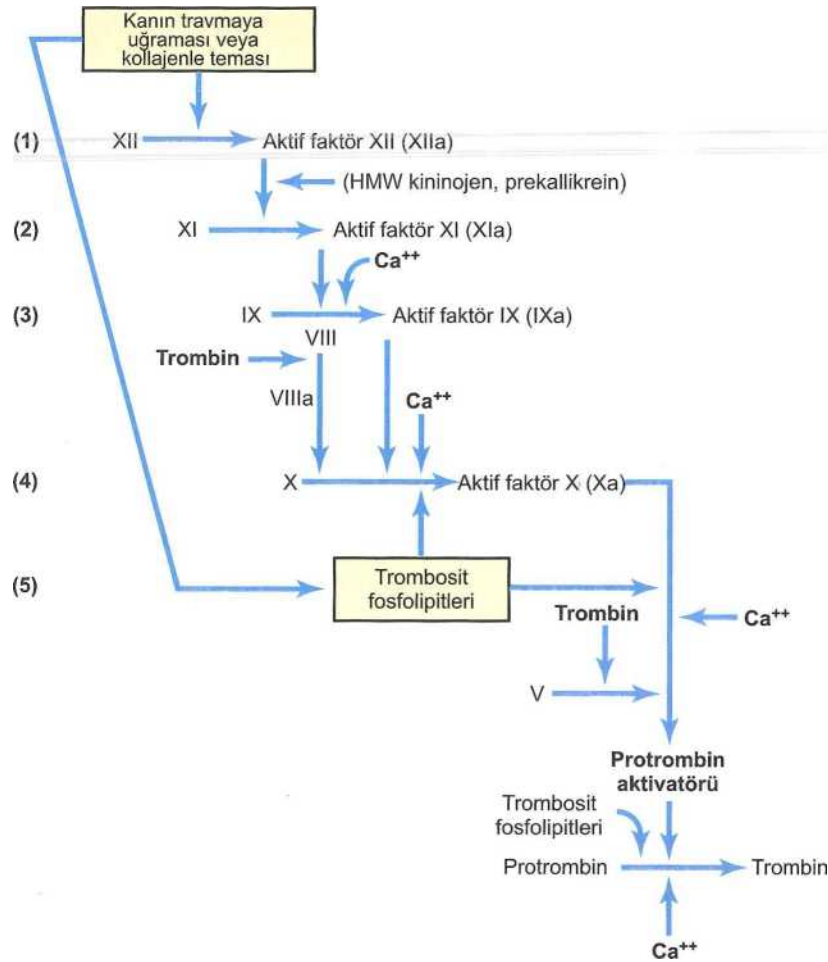 Kanın travmaya
uğraması veya
kollajenle teması
(1) XII Aktif faktör XII (XIIa)
(HMW kininojen, prekallikrein)
(2) XI Aktif faktör XI (XIa)
Ca++
(3) IX Aktif faktör IX (IXa)
VIII
Trombin
VIIIa Ca++
(4) X Aktif faktör X (Xa)
(5) Trombosit
fosfolipitleri
Trombin Ca++
V
Protrombin
aktivatörü
Trombosit
fosfolipitleri
Protrombin Trombin
Ca++